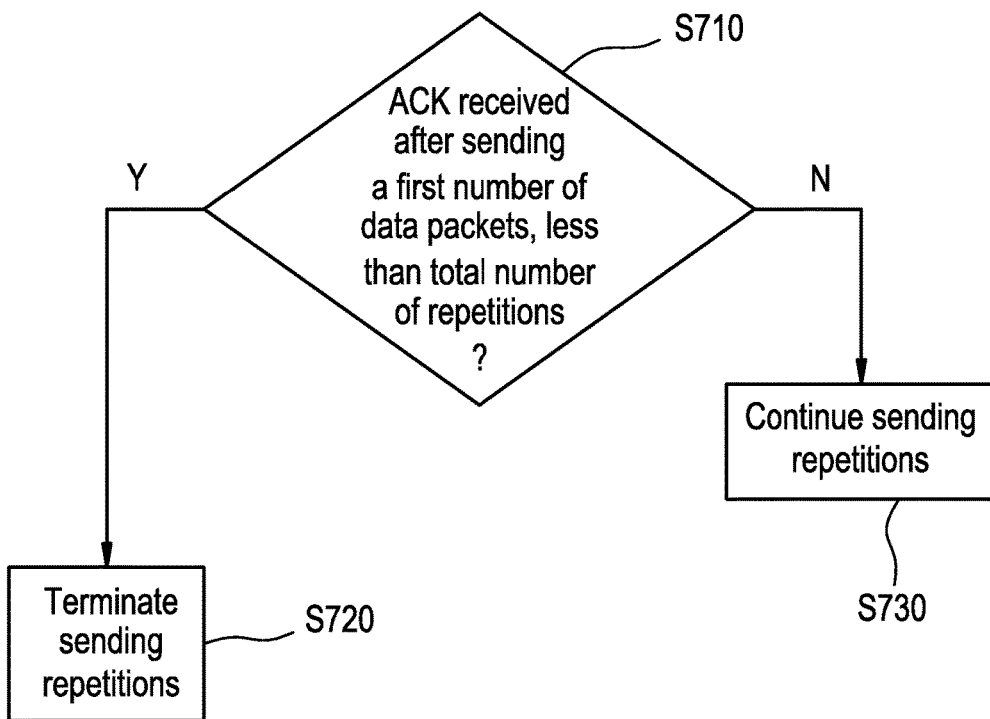 S710
ACK received
after sending
a first number of
data packets, less
than total number
of repetitions
?
Y
N
Continue sending
repetitions
S730
Terminate
sending
repetitions
S720